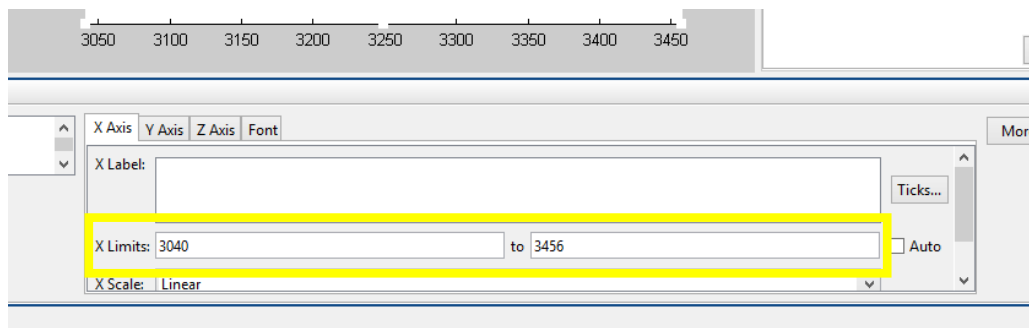 3050 3100 3150 3200 3250 3300 3350 3400 3450
X Axis Y Axis Z Axis Font
Mor
X Label:
Ticks...
X Limits: 3040 to 3456 Auto
X Scale: Linear